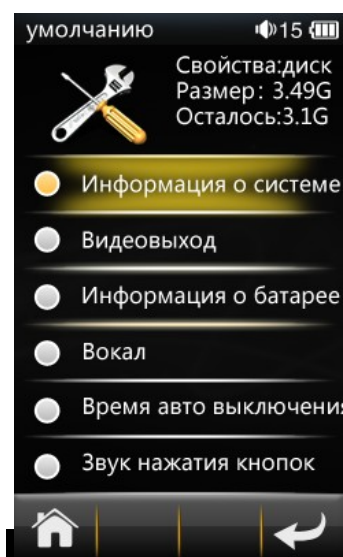 умолчанию 15
Свойства:диск
Размер: 3.49G
Осталось:3.1G
Информация о системе
Видеовыход
Информация о батарее
Вокал
Время авто выключения
Звук нажатия кнопок